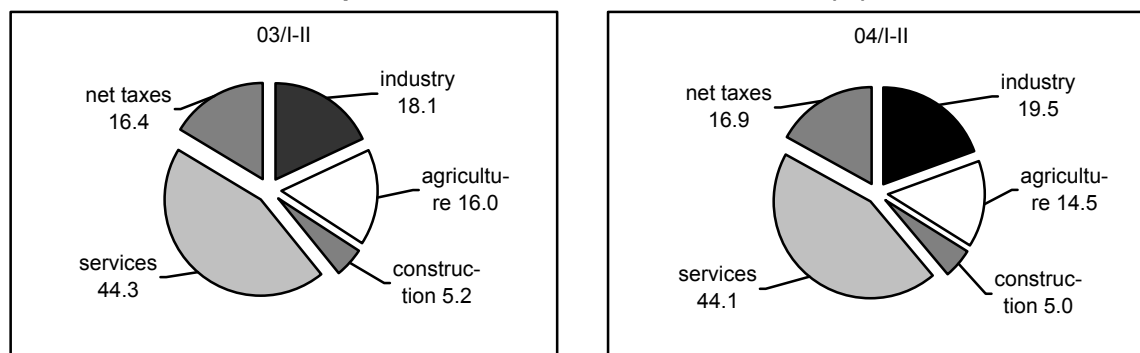 03/I-II
net taxes
16.4
industry
18.1
agricultu-
re 16.0
construc-
tion 5.2
services
44.3
04/I-II
net taxes
16.9
industry
19.5
agricultu-
re 14.5
construc-
tion 5.0
services
44.1